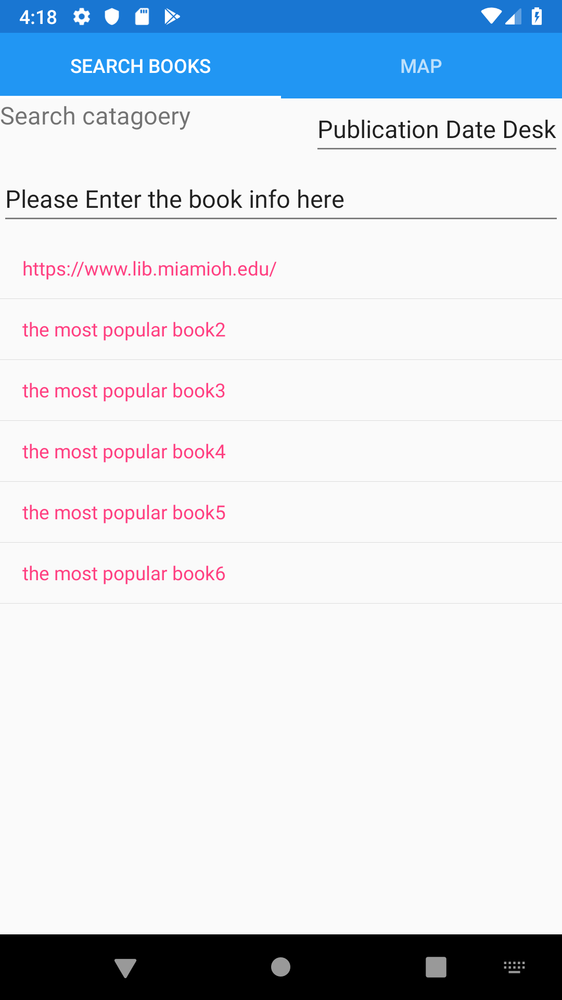 4:18
SEARCH BOOKS
MAP
Search catagoery
Publication Date Desk
Please Enter the book info here
https://www.lib.miamioh.edu/
the most popular book2
the most popular book3
the most popular book4
the most popular book5
the most popular book6